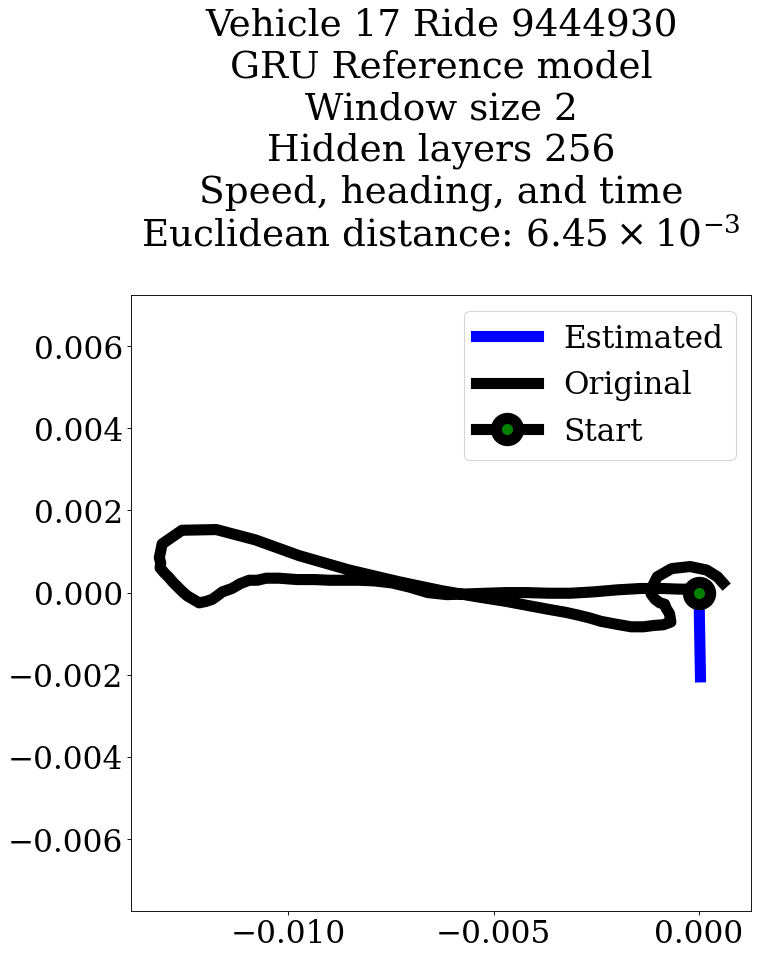 Vehicle 17 Ride 9444930
GRU Reference model
Window size 2
Hidden layers 256
Speed, heading, and time
Euclidean distance: 6.45 × 10⁻³
Estimated
Original
Start
0.006
0.004
0.002
0.000
−0.002
−0.004
−0.006
−0.010 −0.005 0.000